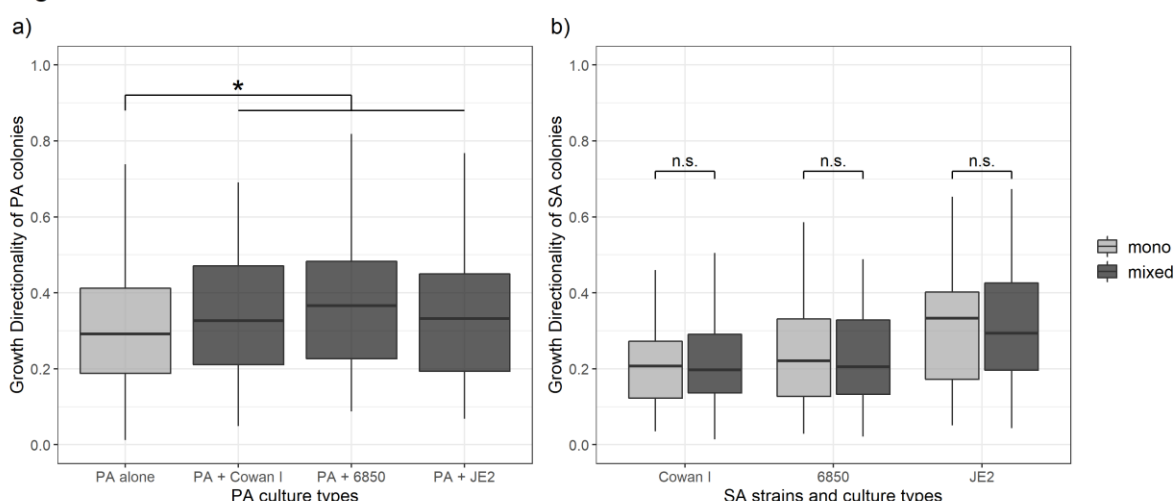 a)
Growth Directionality of PA colonies
1.0
0.8
0.6
0.4
0.2
0.0
*
PA alone
PA + Cowan I
PA + 6850
PA + JE2
PA culture types
b)
Growth Directionality of SA colonies
1.0
0.8
0.6
0.4
0.2
0.0
n.s.
n.s.
n.s.
Cowan I
6850
JE2
SA strains and culture types
mono
mixed